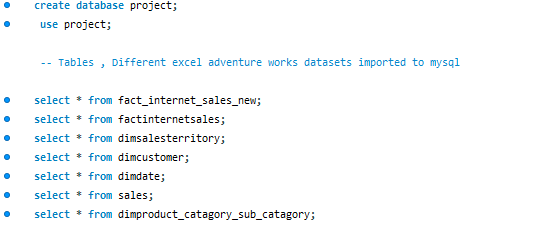 create database project;
use project;
-- Tables , Different excel adventure works datasets imported to mysql
select * from fact_internet_sales_new;
select * from factinternetsales;
select * from dimsalesterritory;
select * from dimcustomer;
select * from dimdate;
select * from sales;
select * from dimproduct_catagory_sub_catagory;